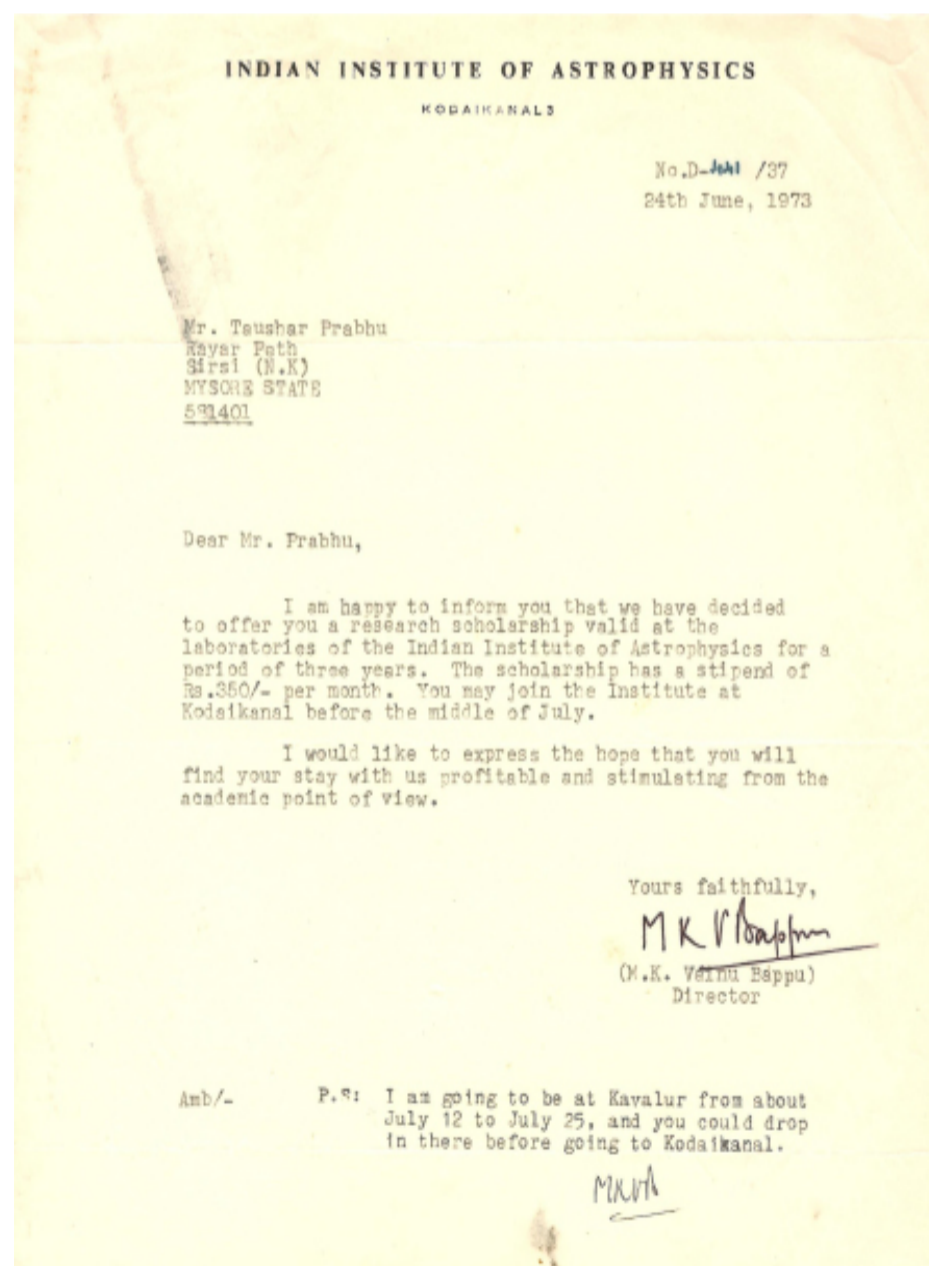 INDIAN INSTITUTE OF ASTROPHYSICS
KODAIKANAL3
No.D- /37
24th June, 1973
Mr. Taushar Prabhu
Rayar Path
Sirsi (N.K)
MYSORE STATE
581401
Dear Mr. Prabhu,
I am happy to inform you that we have decided
to offer you a research scholarship valid at the
laboratories of the Indian Institute of Astrophysics for a
period of three years. The scholarship has a stipend of
Rs.350/- per month. You may join the Institute at
Kodaikanal before the middle of July.
I would like to express the hope that you will
find your stay with us profitable and stimulating from the
academic point of view.
Yours faithfully,
M K V Bappu
(M.K. Vainu Bappu)
Director
Amb/- P.S: I am going to be at Kavalur from about
July 12 to July 25, and you could drop
in there before going to Kodaikanal.
MKVB